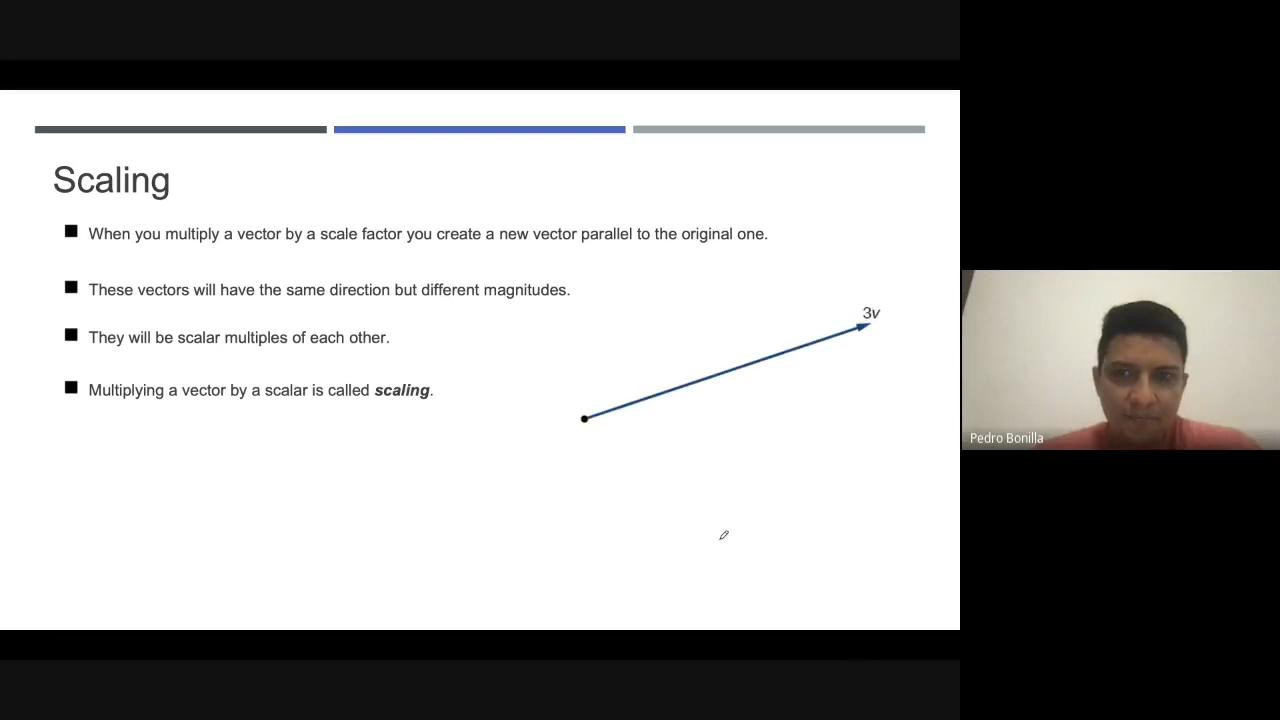 Scaling
When you multiply a vector by a scale factor you create a new vector parallel to the original one.
These vectors will have the same direction but different magnitudes.
3v
They will be scalar multiples of each other.
Multiplying a vector by a scalar is called scaling.
Pedro Bonilla